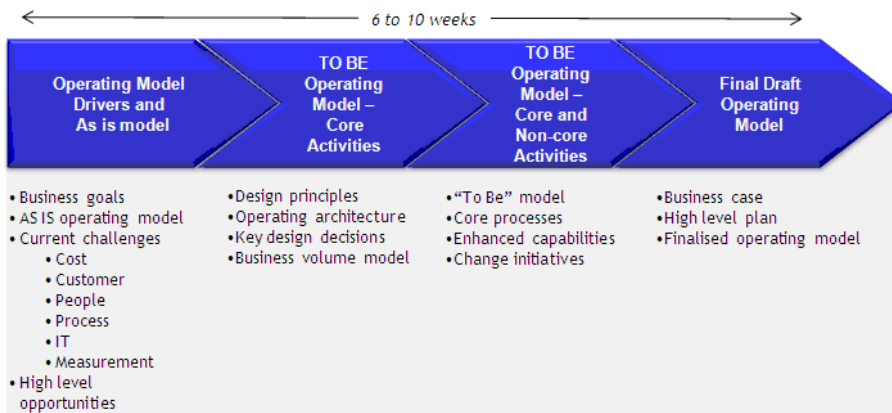 6 to 10 weeks
Operating Model
Drivers and
As is model
TO BE
Operating
Model –
Core
Activities
TO BE
Operating
Model –
Core and
Non-core
Activities
Final Draft
Operating
Model
•Business goals
•AS IS operating model
•Current challenges
• Cost
• Customer
• People
• Process
• IT
• Measurement
•High level
opportunities
•Design principles
•Operating architecture
•Key design decisions
•Business volume model
•“To Be” model
•Core processes
•Enhanced capabilities
•Change initiatives
•Business case
•High level plan
•Finalised operating model